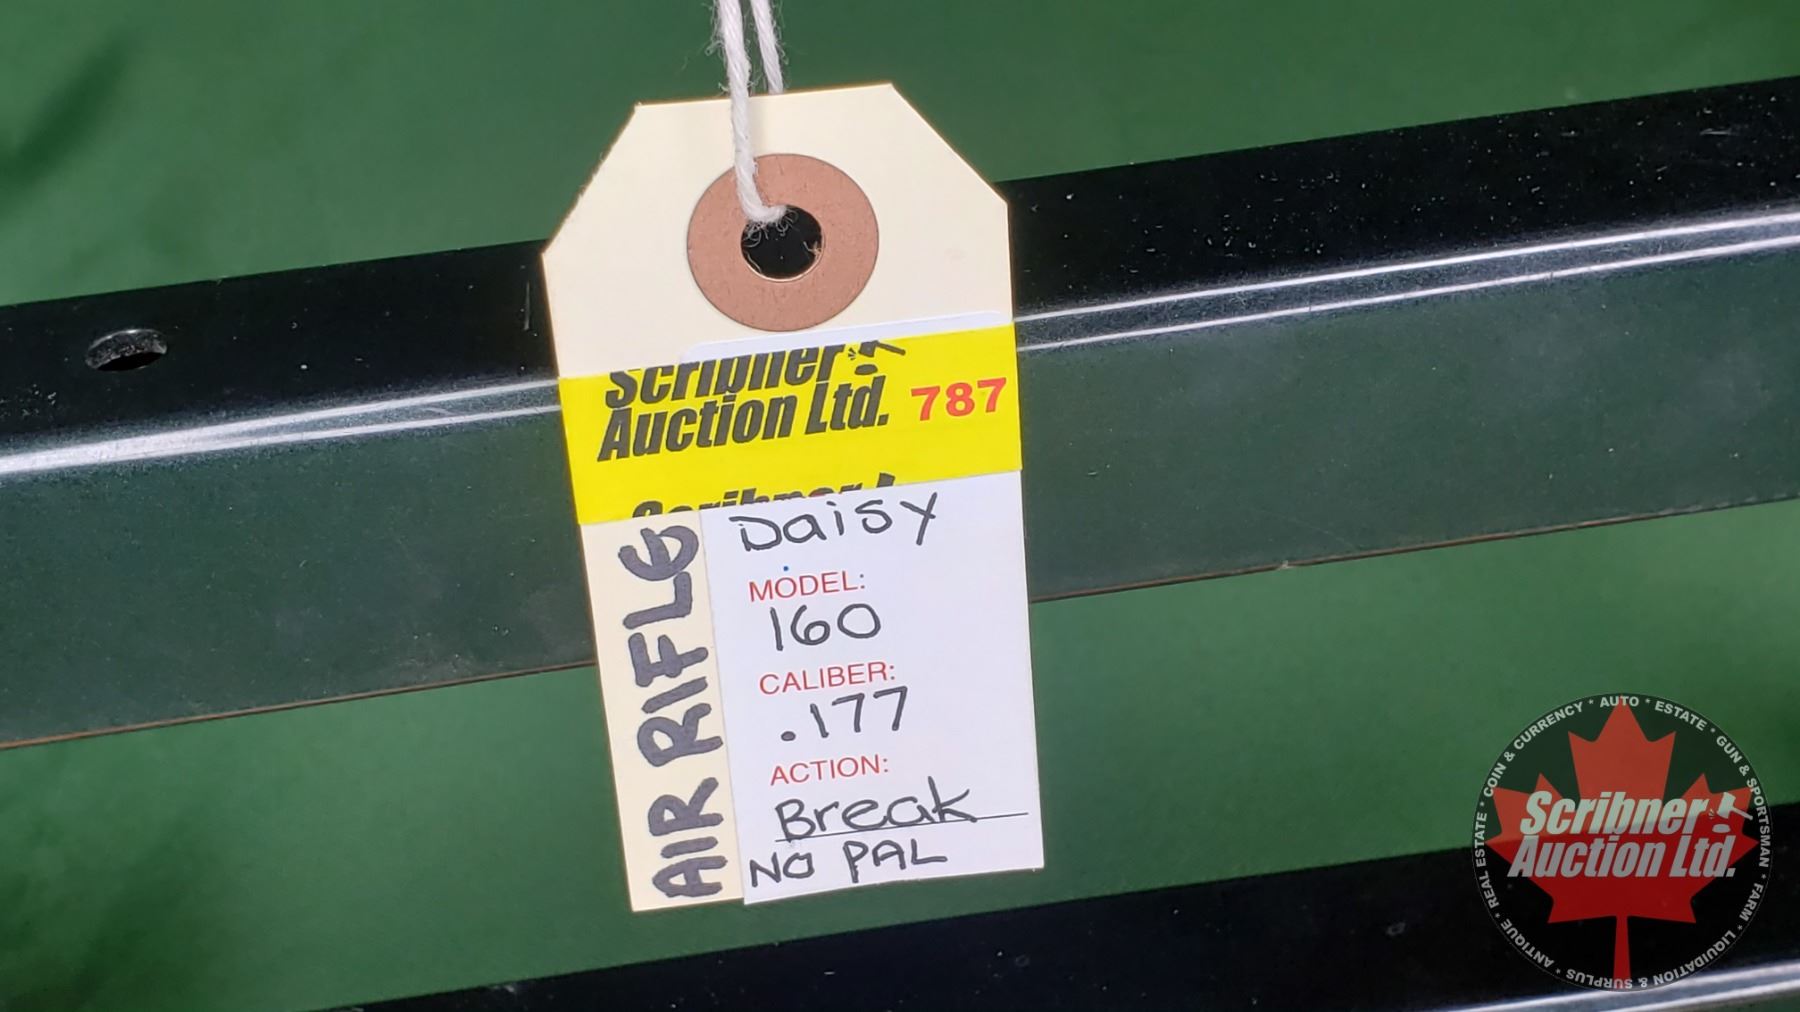 Scribner
Auction Ltd. 787
Scribner
Daisy
MODEL:
160
CALIBER:
.177
ACTION:
Break
NO PAL
AIR RIFLE
REAL ESTATE * COIN & CURRENCY * AUTO * ESTATE * GUN & SPORTSMAN * FARM * LIQUIDATION & SURPLUS * ANTIQUE *
Scribner
Auction Ltd.